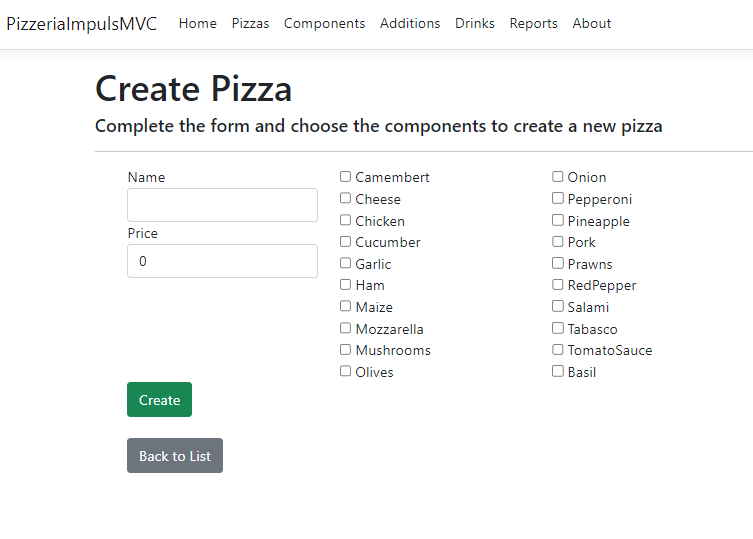 PizzeriaImpulsMVC Home Pizzas Components Additions Drinks Reports About
Create Pizza
Complete the form and choose the components to create a new pizza
Name
Price
0
Camembert
Cheese
Chicken
Cucumber
Garlic
Ham
Maize
Mozzarella
Mushrooms
Olives
Onion
Pepperoni
Pineapple
Pork
Prawns
RedPepper
Salami
Tabasco
TomatoSauce
Basil
Create
Back to List